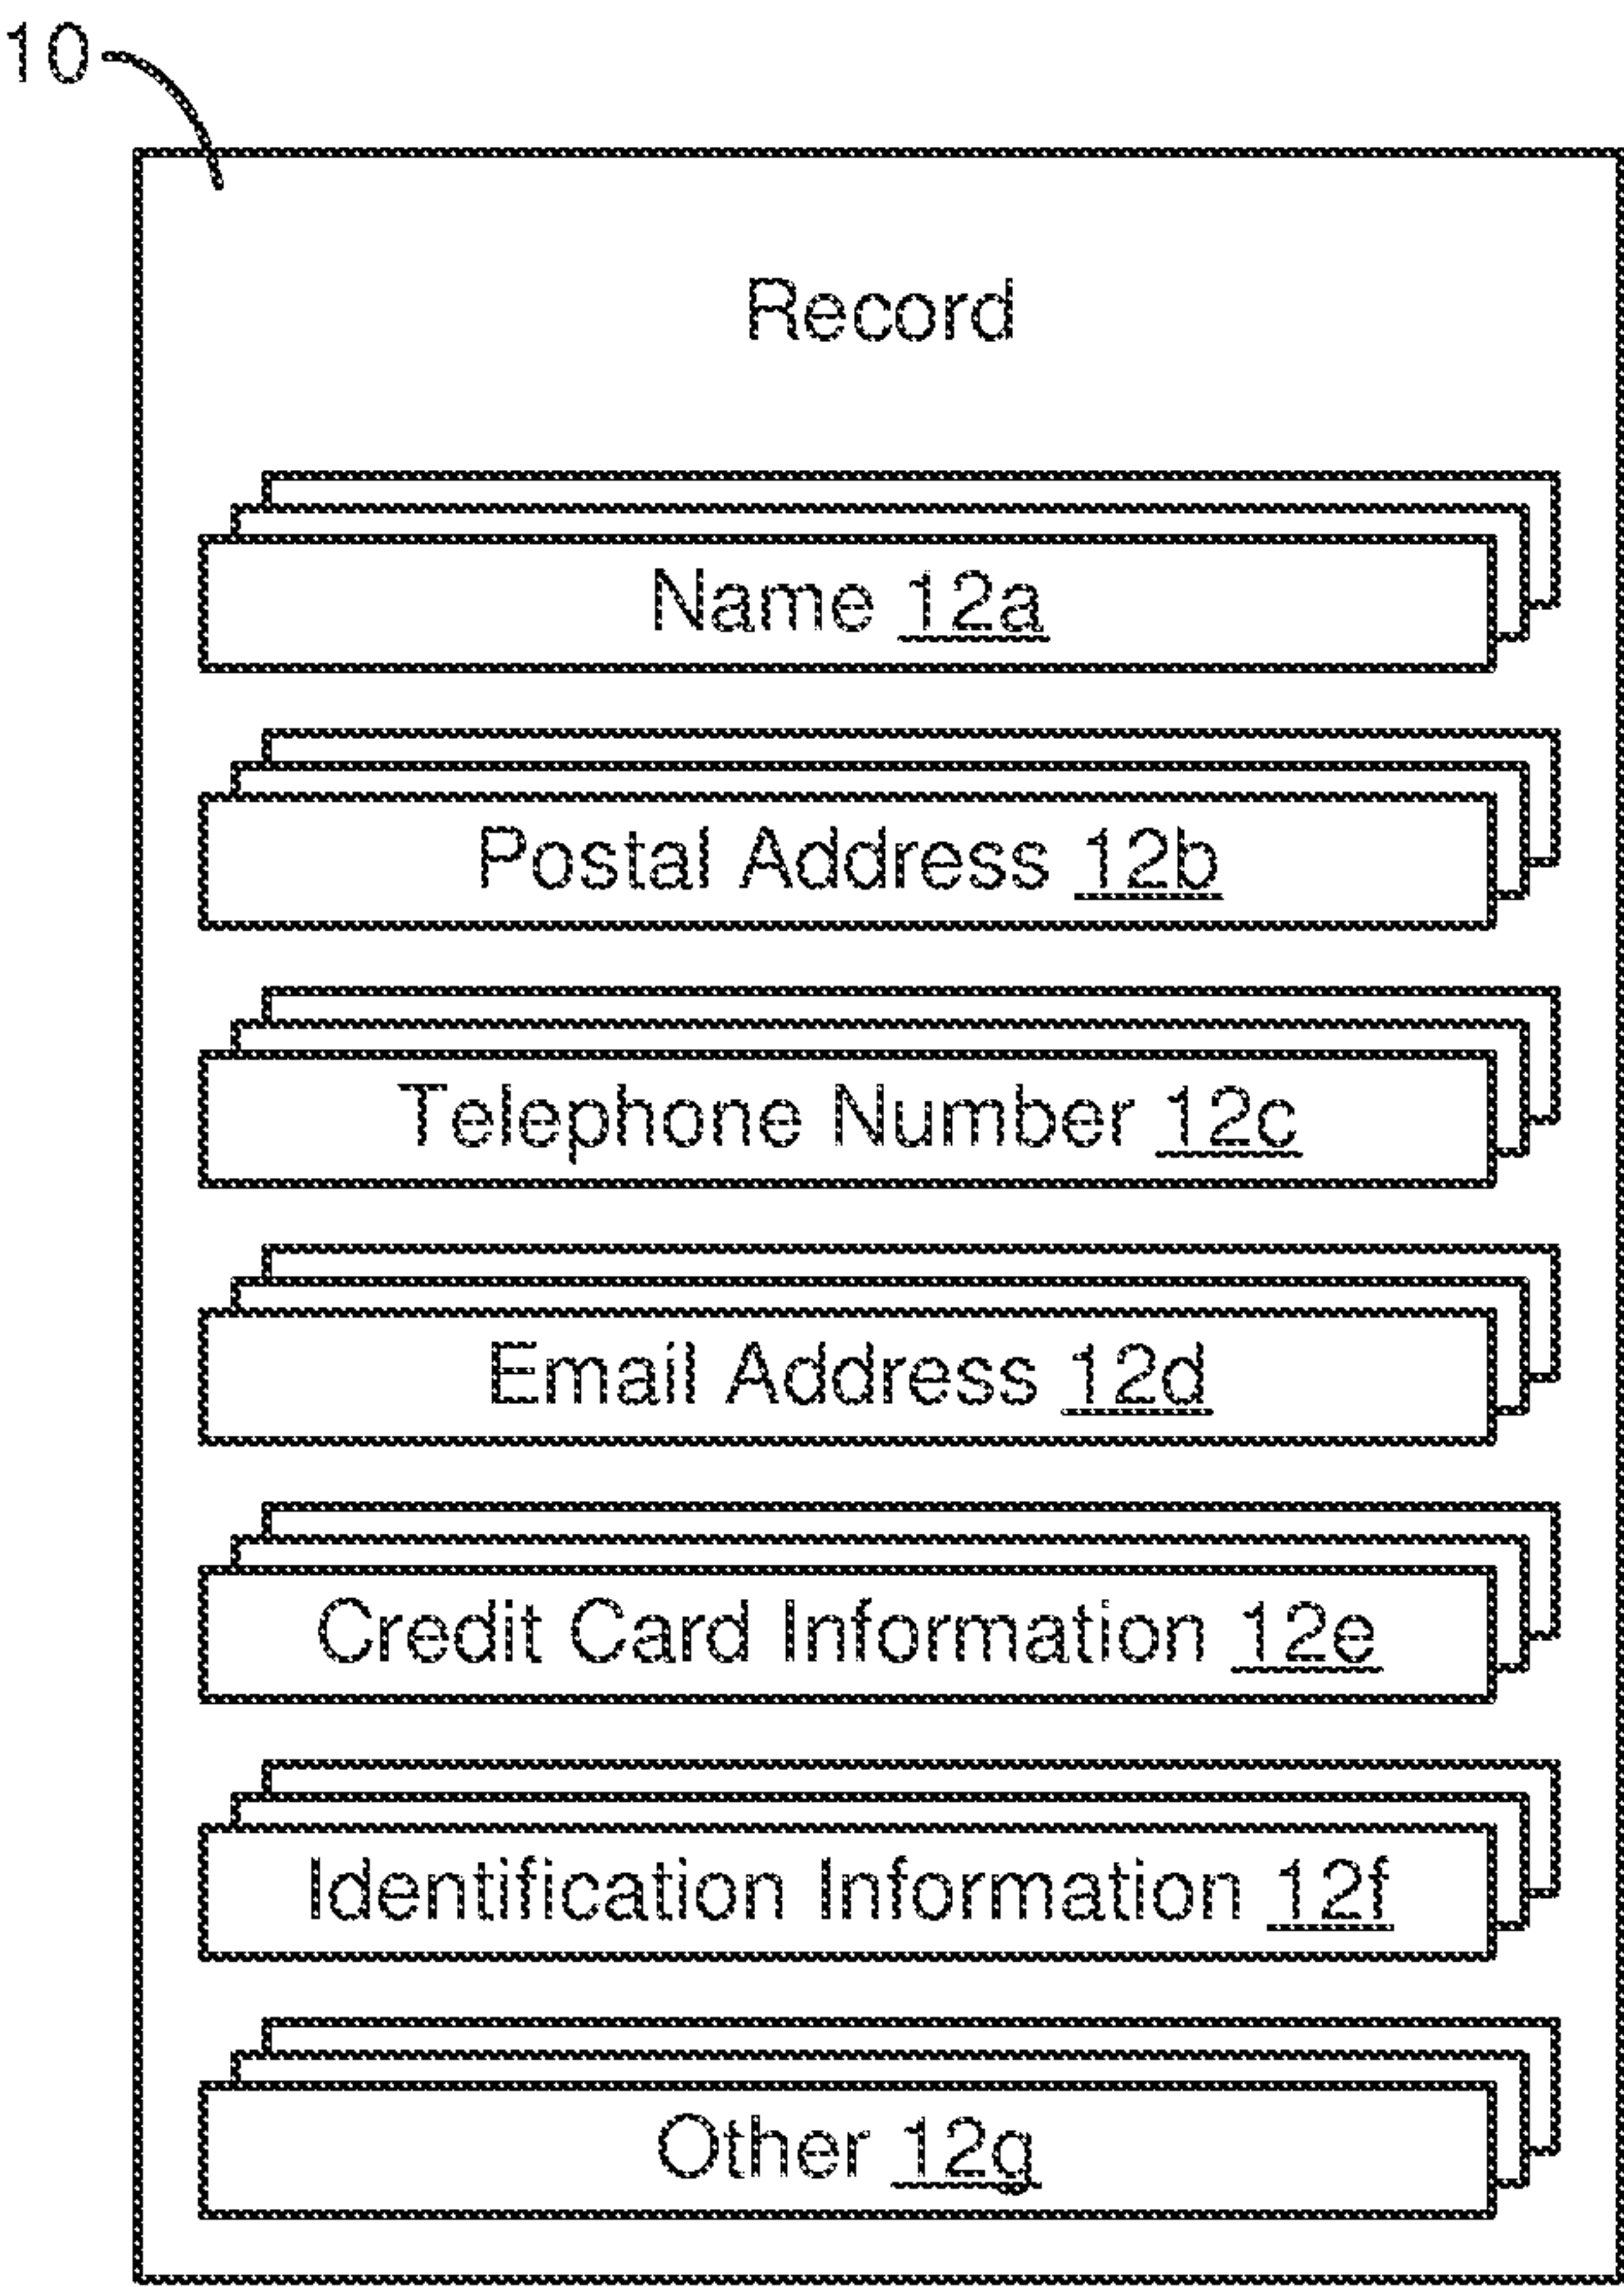 10
Record
Name 12a
Postal Address 12b
Telephone Number 12c
Email Address 12d
Credit Card Information 12e
Identification Information 12f
Other 12g